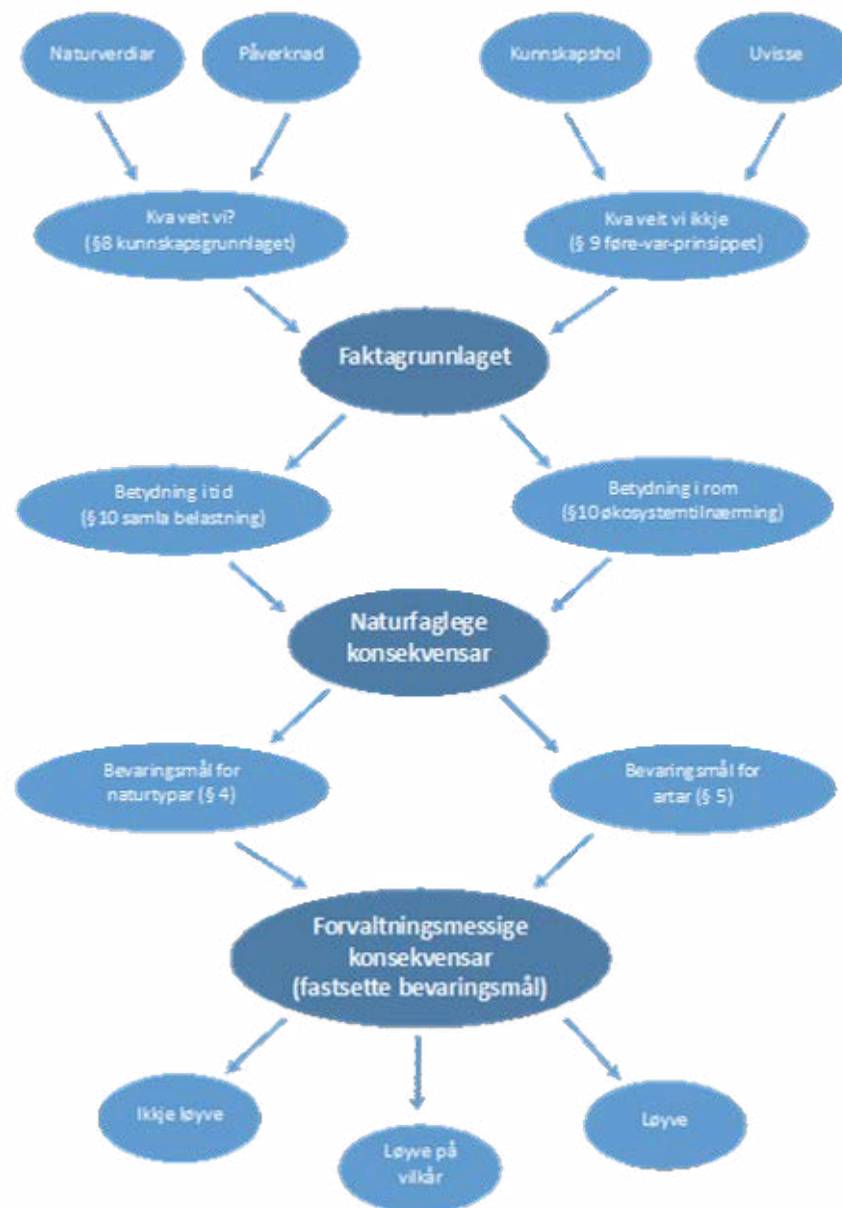 Naturverdiar
Påverknad
Kunnskapshol
Uvisse
Kva veit vi?
(§8 kunnskapsgrunnlaget)
Kva veit vi ikkje
(§ 9 føre-var-prinsippet)
Faktagrunnlaget
Betydning i tid
(§ 10 samla belastning)
Betydning i rom
(§10 økosystemtilnærming)
Naturfaglege
konsekvensar
Bevaringsmål for
naturtypar (§ 4)
Bevaringsmål for
artar (§ 5)
Forvaltningsmessige
konsekvensar
(fastsette bevaringsmål)
Ikkje løyve
Løyve på
vilkår
Løyve